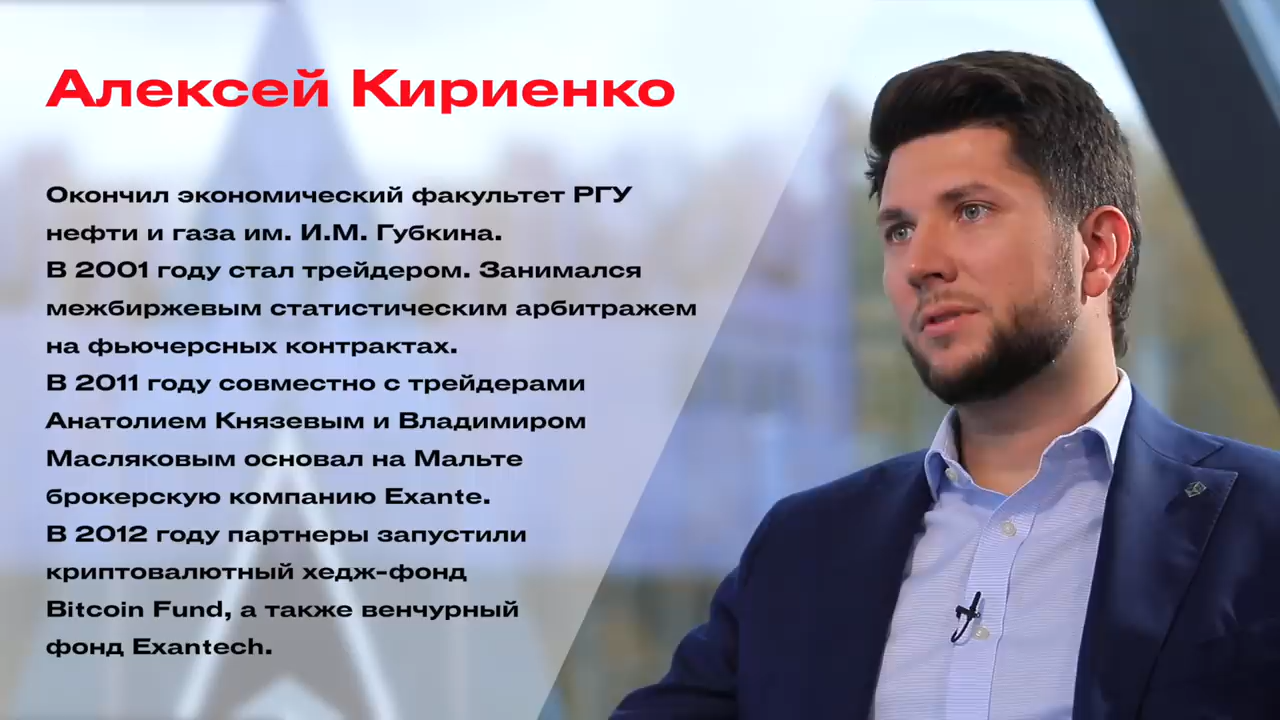 Алексей Кириенко
Окончил экономический факультет РГУ
нефти и газа им. И.М. Губкина.
В 2001 году стал трейдером. Занимался
межбиржевым статистическим арбитражем
на фьючерсных контрактах.
В 2011 году совместно с трейдерами
Анатолием Князевым и Владимиром
Масляковым основал на Мальте
брокерскую компанию Exante.
В 2012 году партнеры запустили
криптовалютный хедж-фонд
Bitcoin Fund, а также венчурный
фонд Exantech.